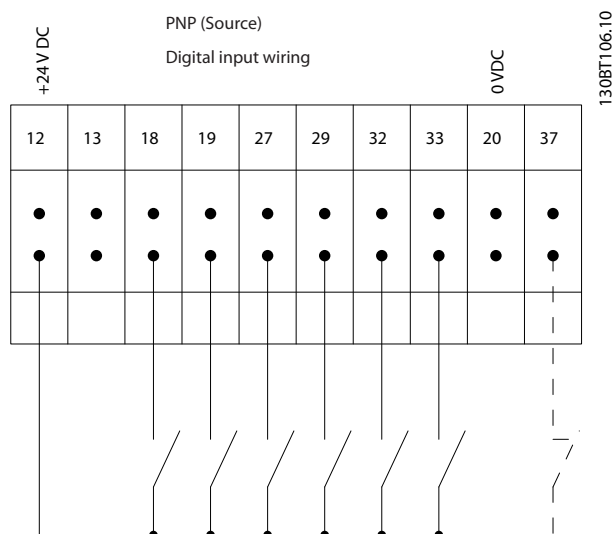 PNP (Source)
Digital input wiring
+24 V DC
0 VDC
130BT106.10
12 13 18 19 27 29 32 33 20 37